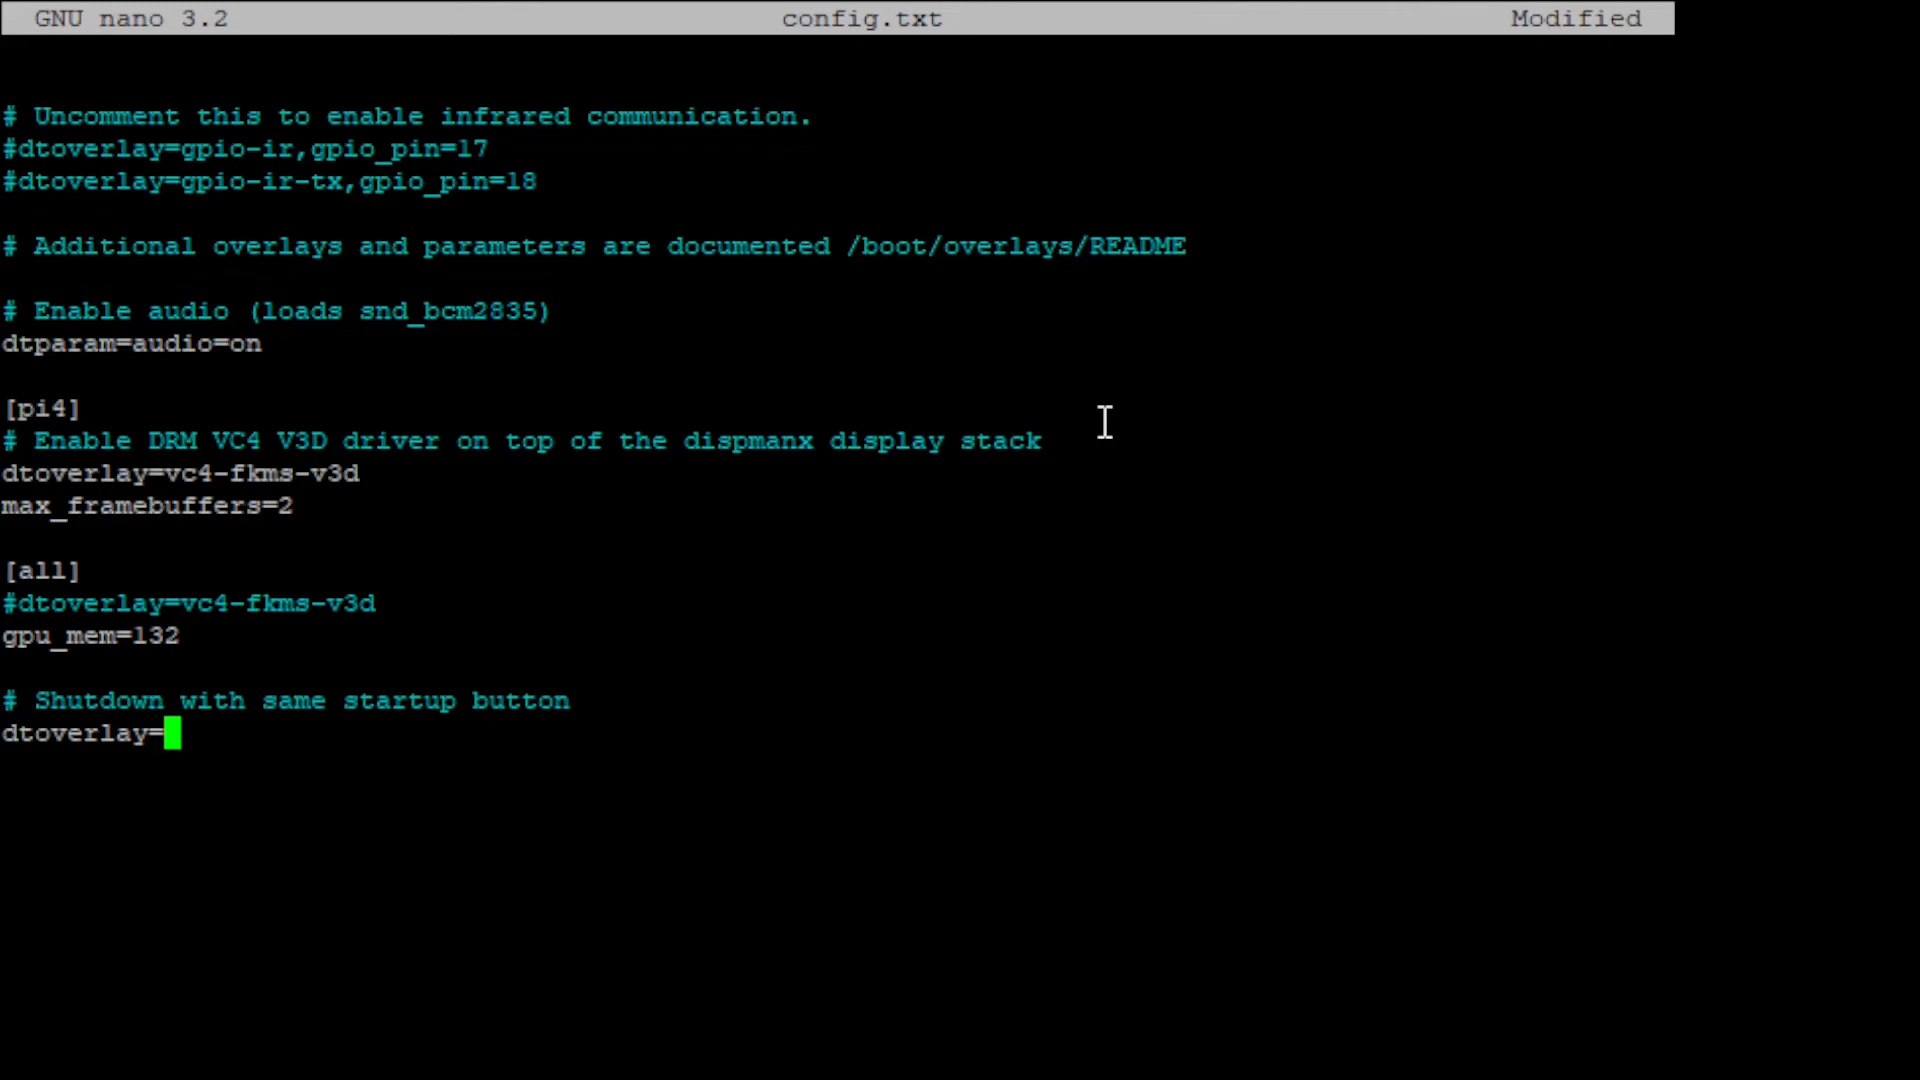 GNU nano 3.2 config.txt Modified
# Uncomment this to enable infrared communication.
#dtoverlay=gpio-ir,gpio_pin=17
#dtoverlay=gpio-ir-tx,gpio_pin=18
# Additional overlays and parameters are documented /boot/overlays/README
# Enable audio (loads snd_bcm2835)
dtparam=audio=on
[pi4]
# Enable DRM VC4 V3D driver on top of the dispmanx display stack
dtoverlay=vc4-fkms-v3d
max_framebuffers=2
[all]
#dtoverlay=vc4-fkms-v3d
gpu_mem=132
# Shutdown with same startup button
dtoverlay=